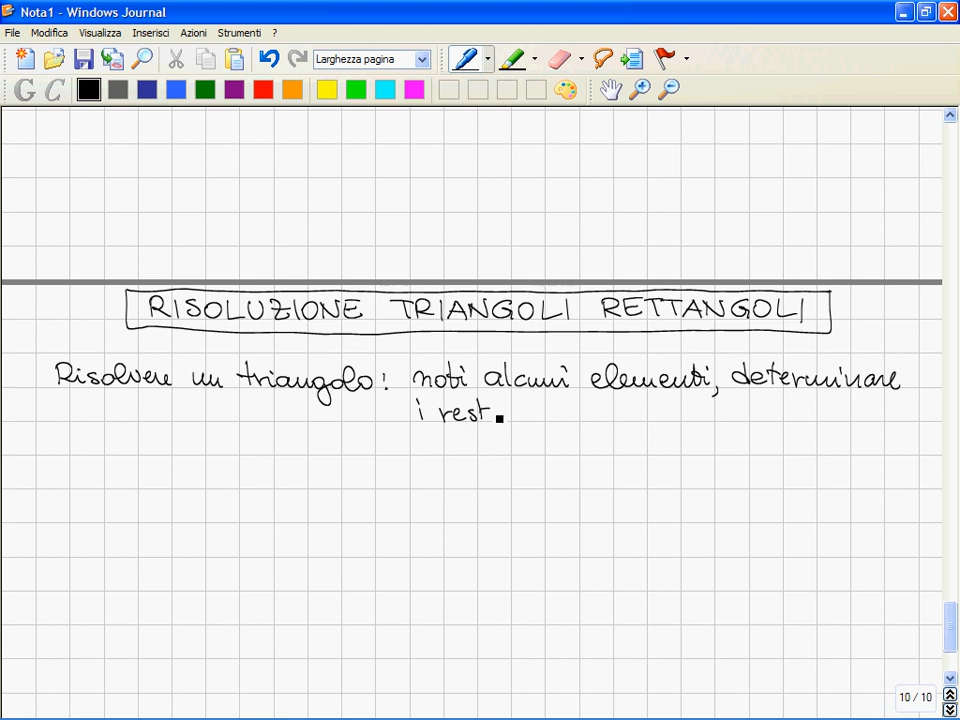 Nota1 - Windows Journal
File Modifica Visualizza Inserisci Azioni Strumenti ?
Larghezza pagina
G C
RISOLUZIONE TRIANGOLI RETTANGOLI
Risolvere un triangolo: noti alcuni elementi, determinare
i rest
10 / 10